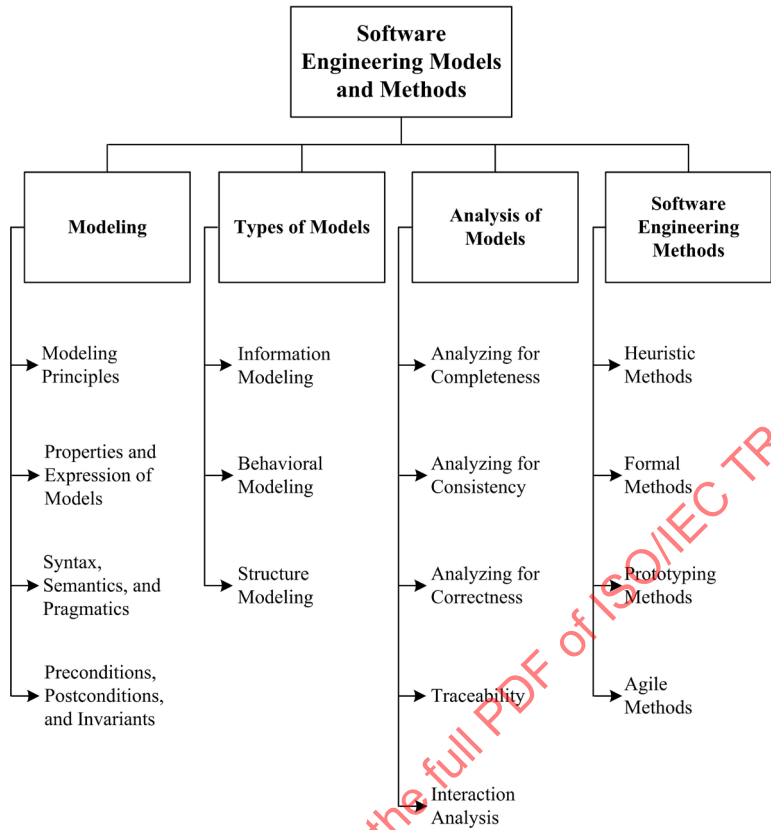 Software
Engineering Models
and Methods
Modeling
Types of Models
Analysis of
Models
Software
Engineering
Methods
Modeling
Principles
Properties and
Expression of
Models
Syntax,
Semantics, and
Pragmatics
Preconditions,
Postconditions,
and Invariants
Information
Modeling
Behavioral
Modeling
Structure
Modeling
Analyzing for
Completeness
Analyzing for
Consistency
Analyzing for
Correctness
Traceability
Interaction
Analysis
Heuristic
Methods
Formal
Methods
Prototyping
Methods
Agile
Methods
the full PDF of ISO/IEC TR